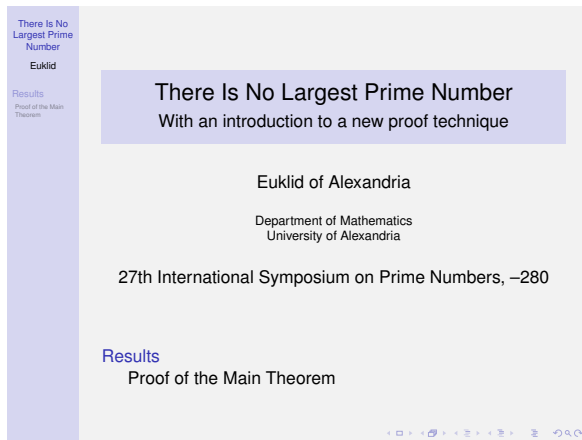 There Is No
Largest Prime
Number
Euklid
Results
Proof of the Main
Theorem
There Is No Largest Prime Number
With an introduction to a new proof technique
Euklid of Alexandria
Department of Mathematics
University of Alexandria
27th International Symposium on Prime Numbers, –280
Results
Proof of the Main Theorem